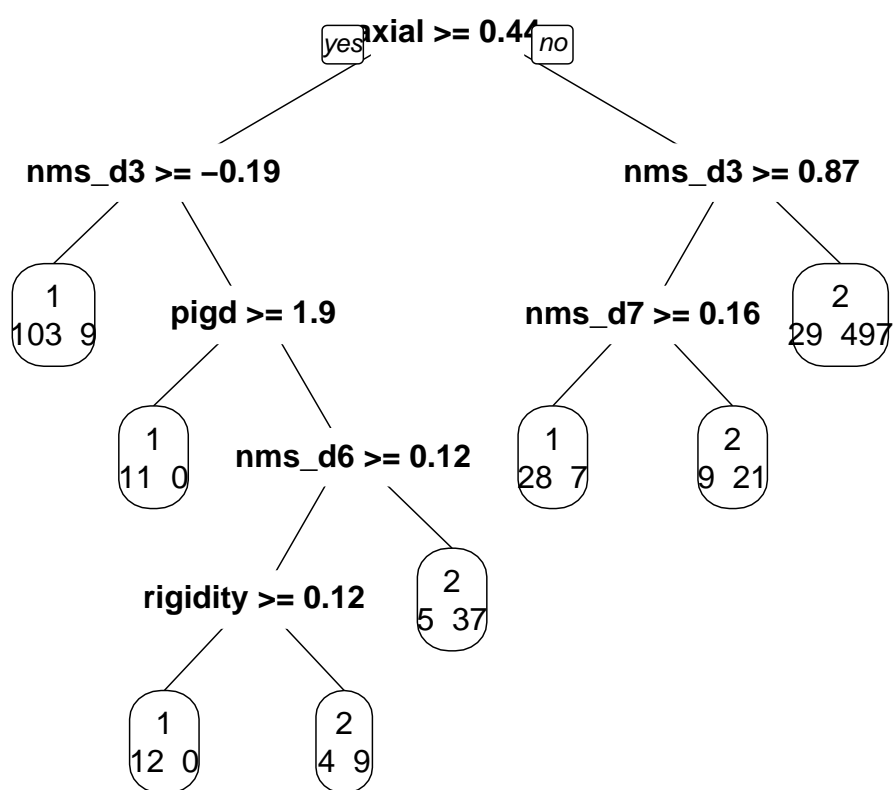 axial >= 0.44
yes no
nms_d3 >= −0.19
nms_d3 >= 0.87
1
103 9
pigd >= 1.9
nms_d7 >= 0.16
2
29 497
1
11 0
nms_d6 >= 0.12
1
28 7
2
9 21
rigidity >= 0.12
2
5 37
1
12 0
2
4 9